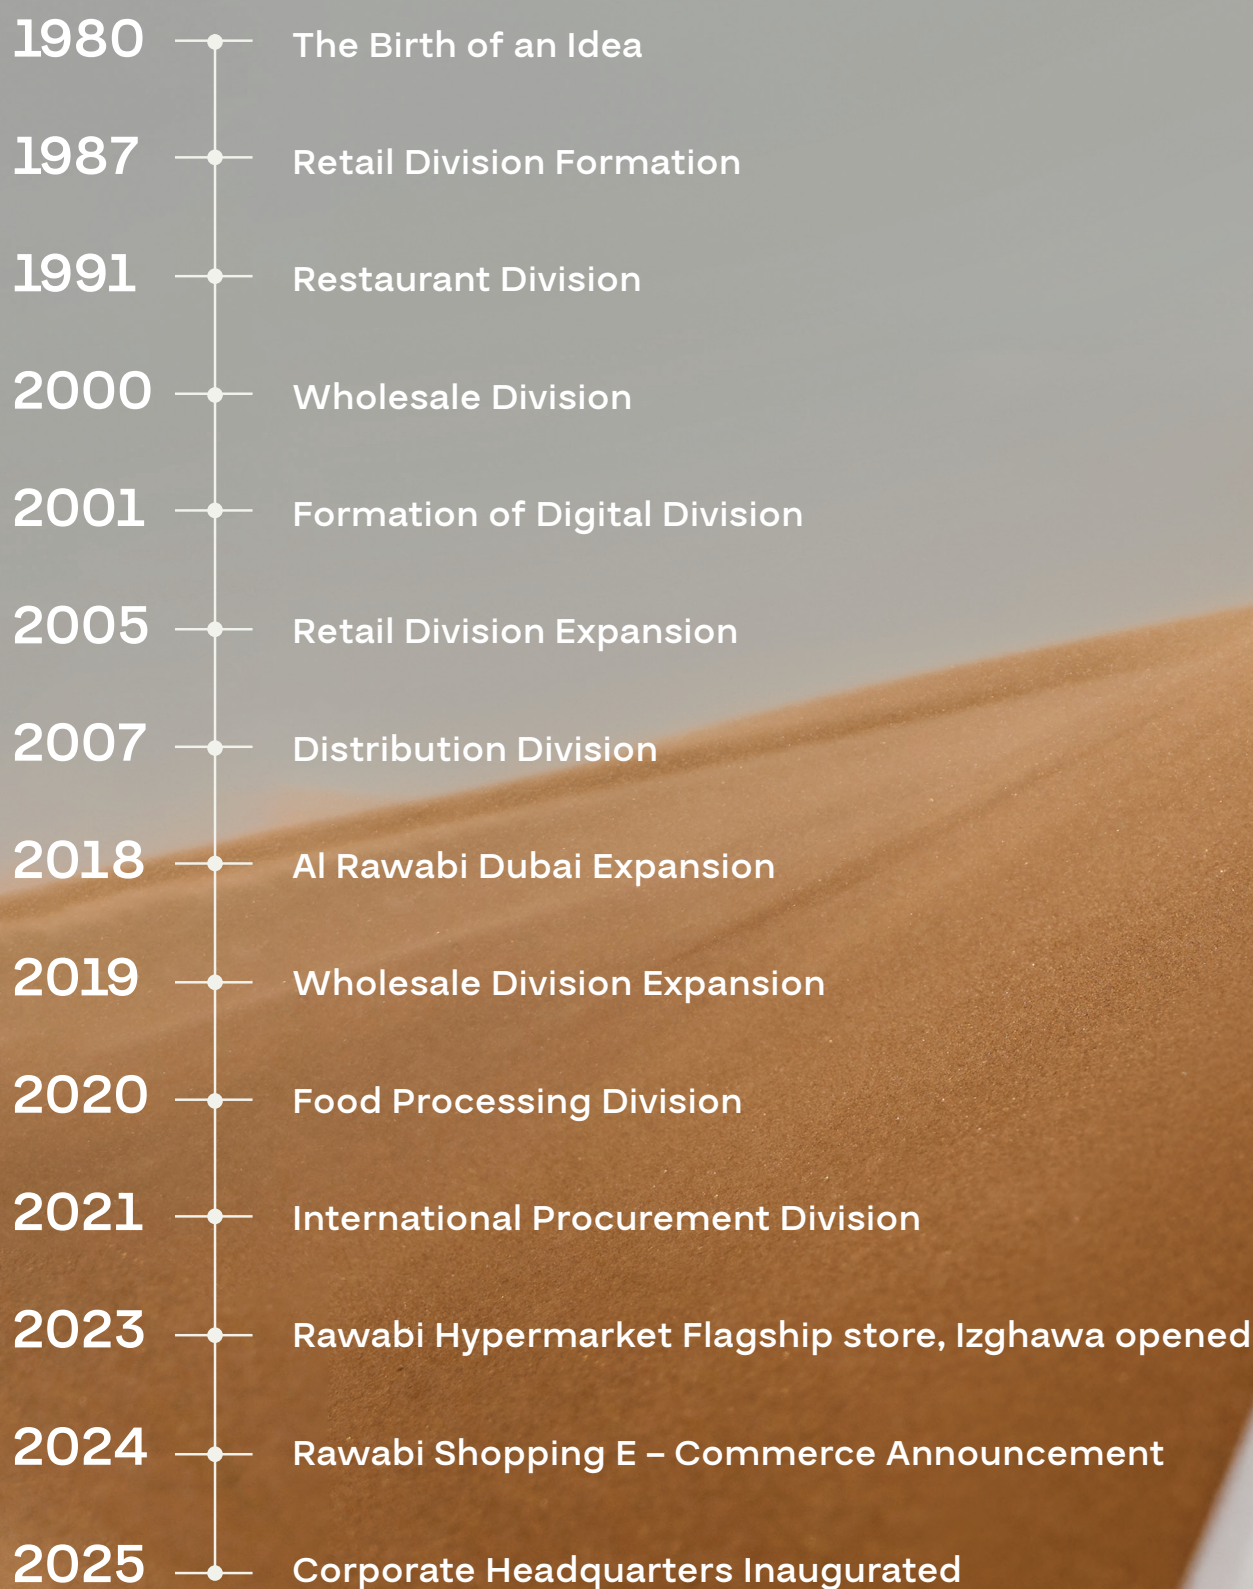 1980 The Birth of an Idea
1987 Retail Division Formation
1991 Restaurant Division
2000 Wholesale Division
2001 Formation of Digital Division
2005 Retail Division Expansion
2007 Distribution Division
2018 Al Rawabi Dubai Expansion
2019 Wholesale Division Expansion
2020 Food Processing Division
2021 International Procurement Division
2023 Rawabi Hypermarket Flagship store, Izghawa opened
2024 Rawabi Shopping E – Commerce Announcement
2025 Corporate Headquarters Inaugurated